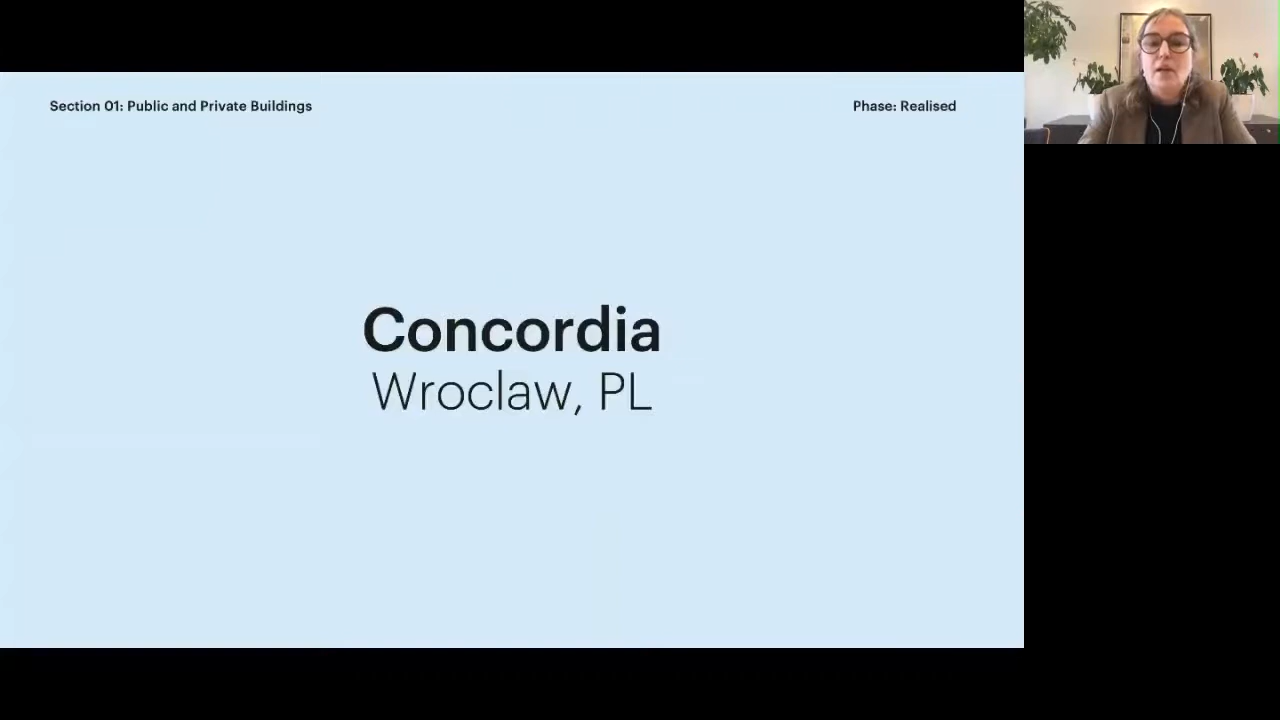 Section 01: Public and Private Buildings
Phase: Realised
Concordia
Wroclaw, PL